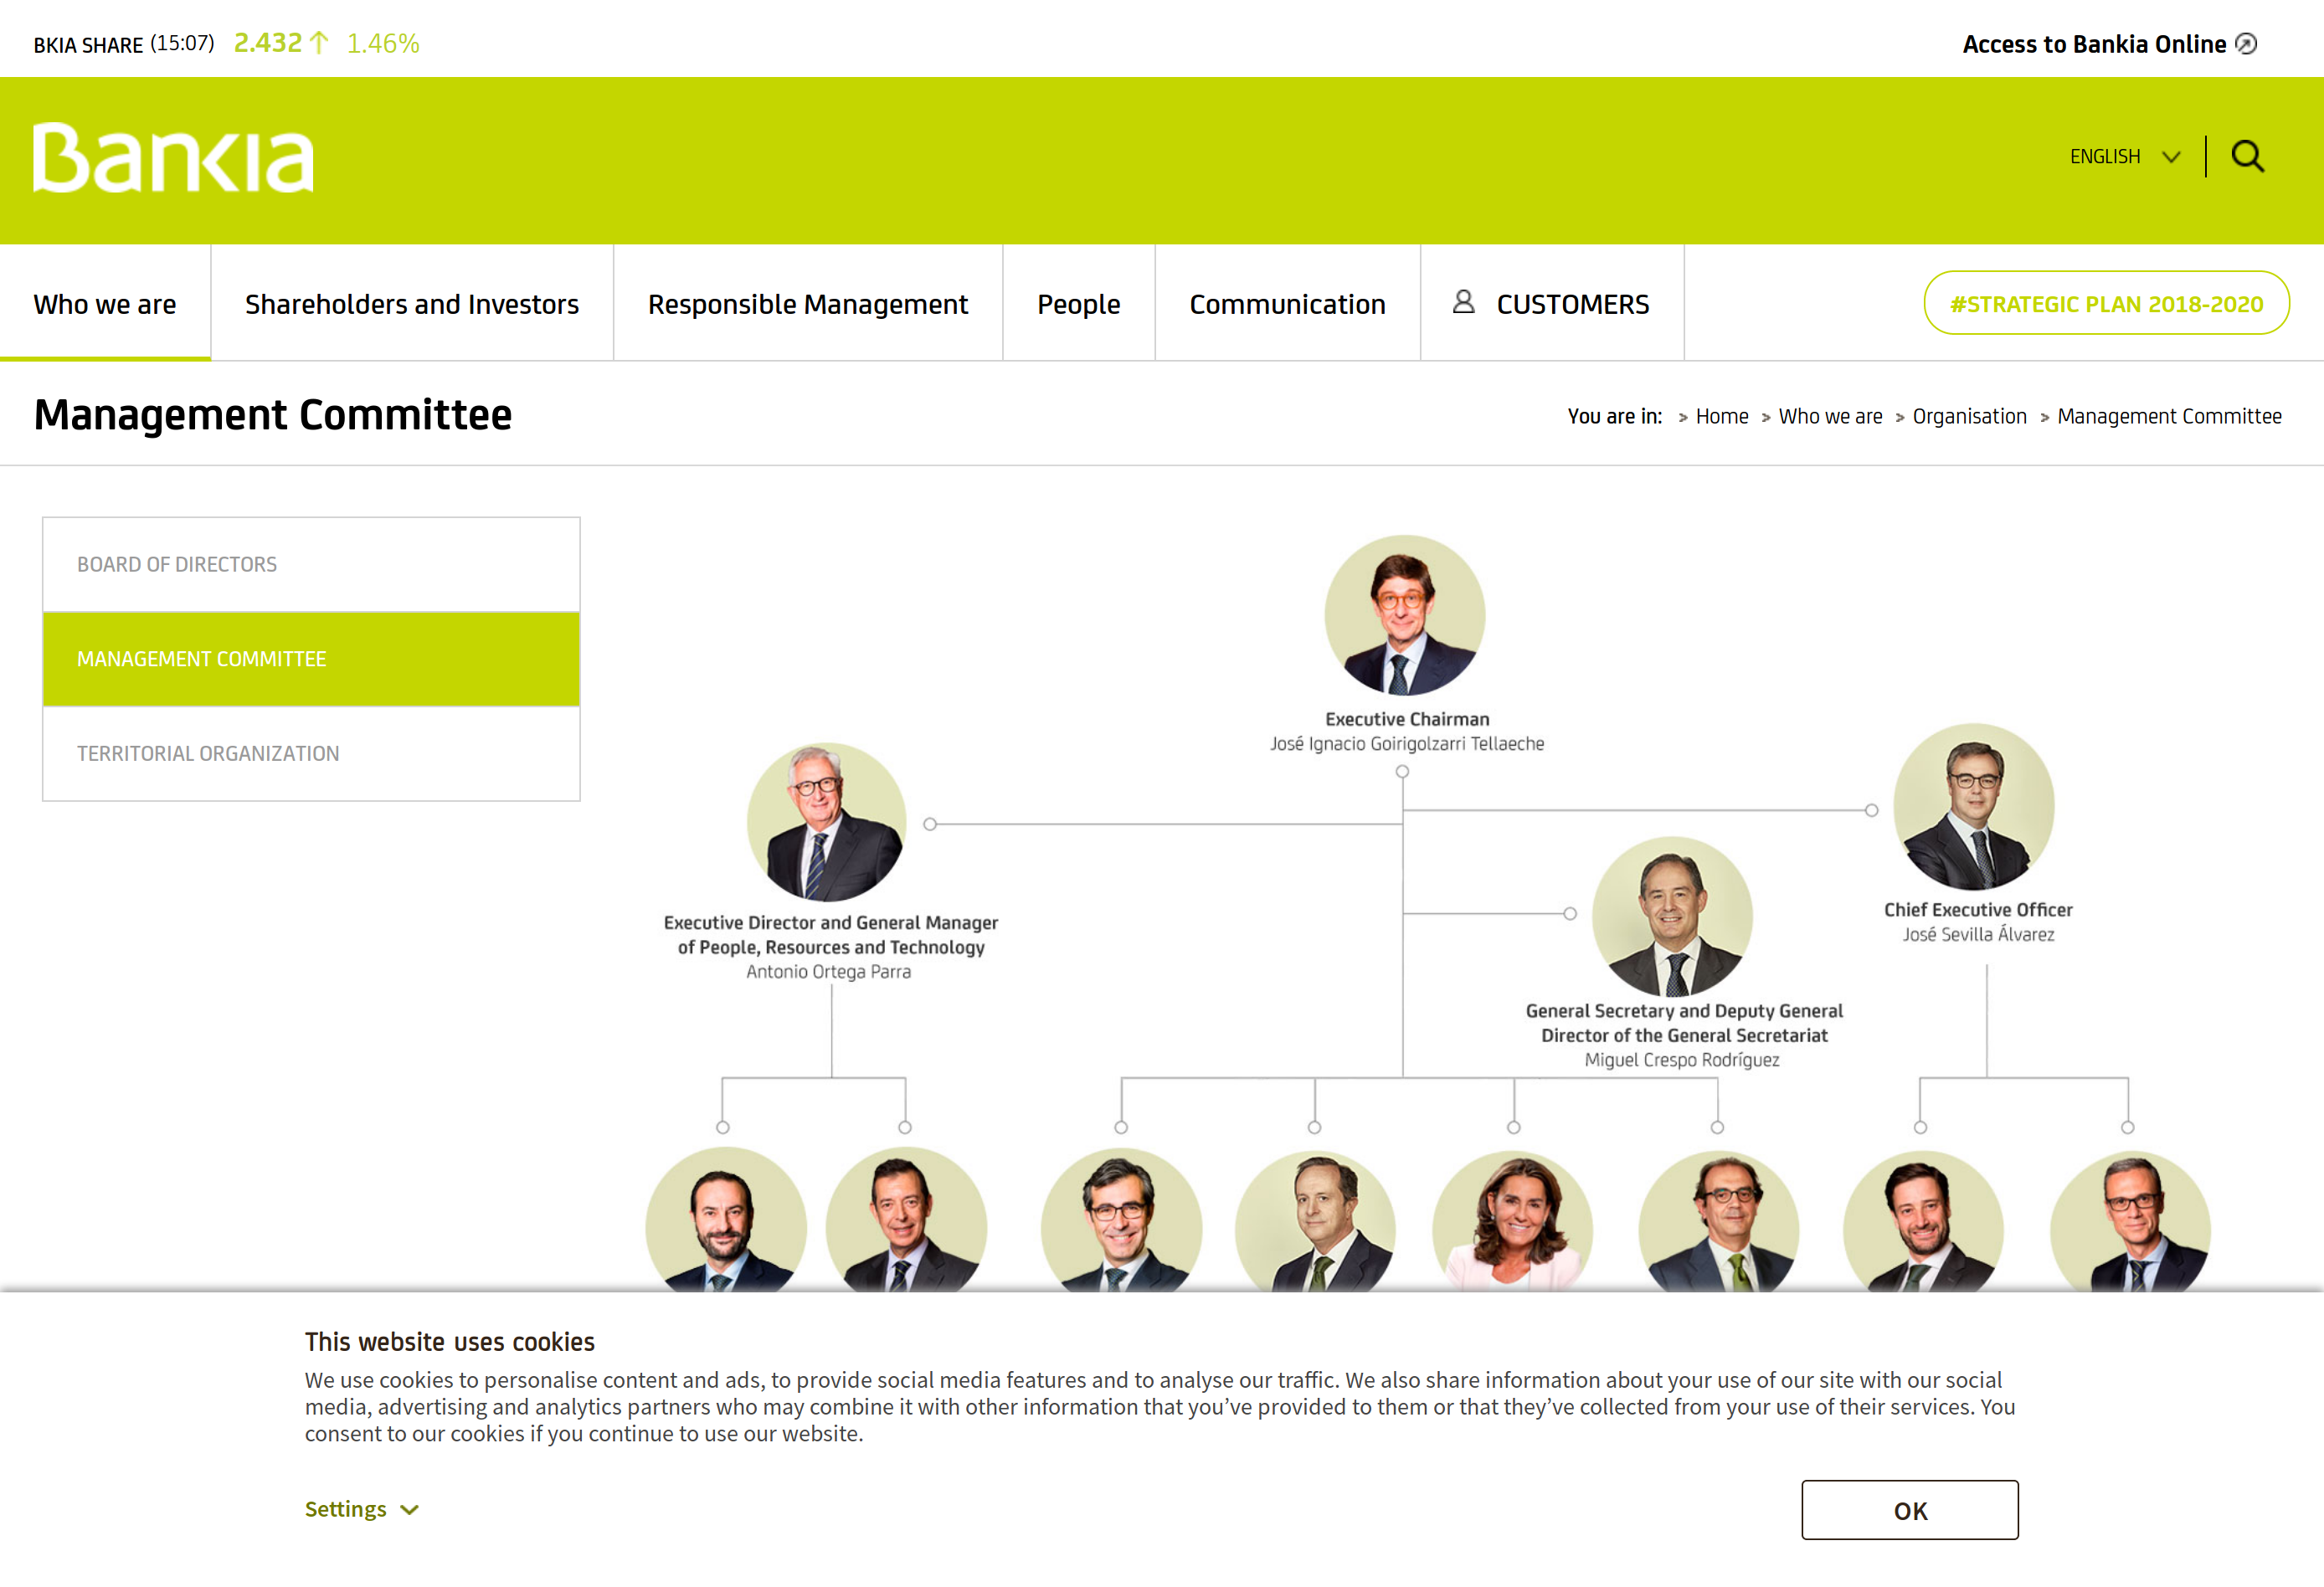 BKIA SHARE (15:07) 2.432 1.46%
Access to Bankia Online
Bankia
ENGLISH
Who we are
Shareholders and Investors
Responsible Management
People
Communication
CUSTOMERS
#STRATEGIC PLAN 2018-2020
Management Committee
You are in: > Home > Who we are > Organisation > Management Committee
BOARD OF DIRECTORS
MANAGEMENT COMMITTEE
TERRITORIAL ORGANIZATION
Executive Chairman
José Ignacio Goirigolzarri Tellaeche
Executive Director and General Manager
of People, Resources and Technology
Antonio Ortega Parra
Chief Executive Officer
José Sevilla Álvarez
General Secretary and Deputy General
Director of the General Secretariat
Miguel Crespo Rodríguez
This website uses cookies
We use cookies to personalise content and ads, to provide social media features and to analyse our traffic. We also share information about your use of our site with our social
media, advertising and analytics partners who may combine it with other information that you’ve provided to them or that they’ve collected from your use of their services. You
consent to our cookies if you continue to use our website.
Settings
OK